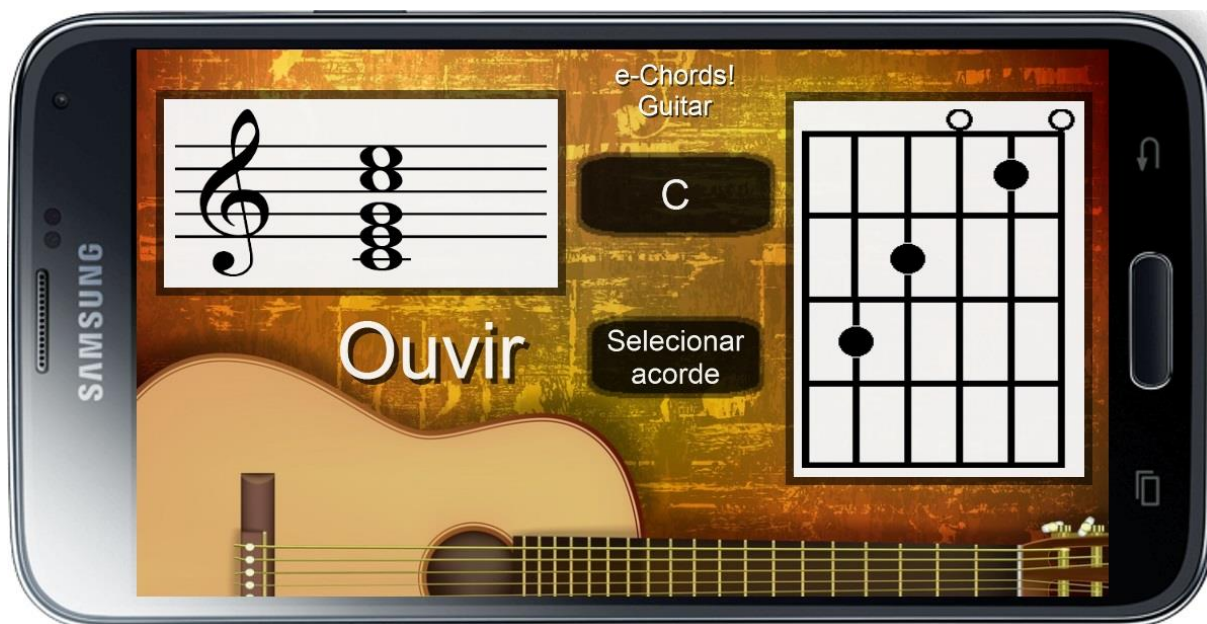 SAMSUNG
e-Chords!
Guitar
C
Ouvir
Selecionar
acorde